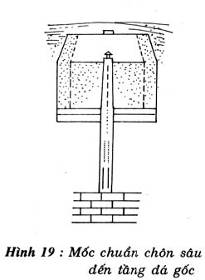 Hình 19 : Mốc chuẩn chôn sâu
đến tầng đá gốc